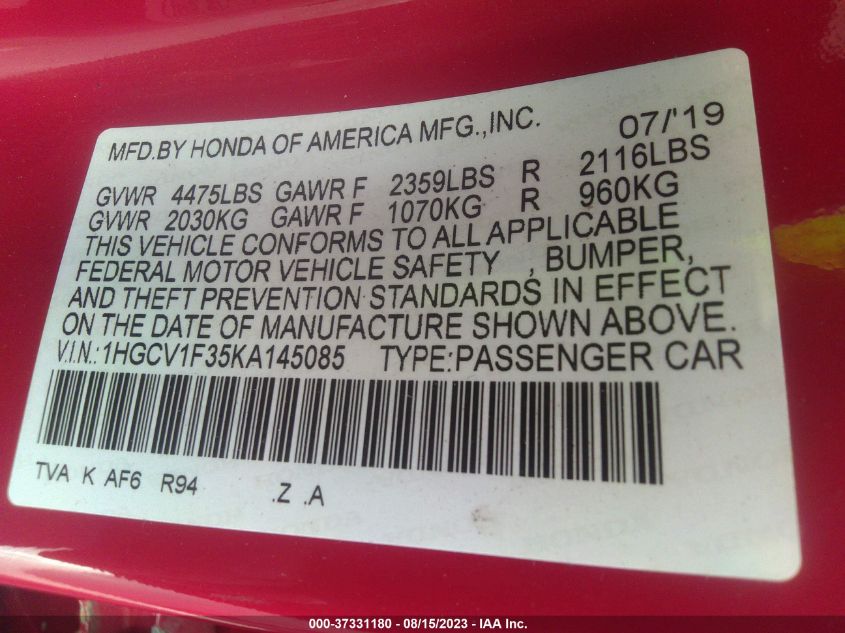 MFD.BY HONDA OF AMERICA MFG.,INC. 07/'19
GVWR 4475LBS GAWR F 2359LBS R 2116LBS
GVWR 2030KG GAWR F 1070KG R 960KG
THIS VEHICLE CONFORMS TO ALL APPLICABLE
FEDERAL MOTOR VEHICLE SAFETY , BUMPER,
AND THEFT PREVENTION STANDARDS IN EFFECT
ON THE DATE OF MANUFACTURE SHOWN ABOVE.
V.I.N.:1HGCV1F35KA145085 TYPE:PASSENGER CAR
TVA K AF6 R94 .Z .A
000-37331180 - 08/15/2023 - IAA Inc.